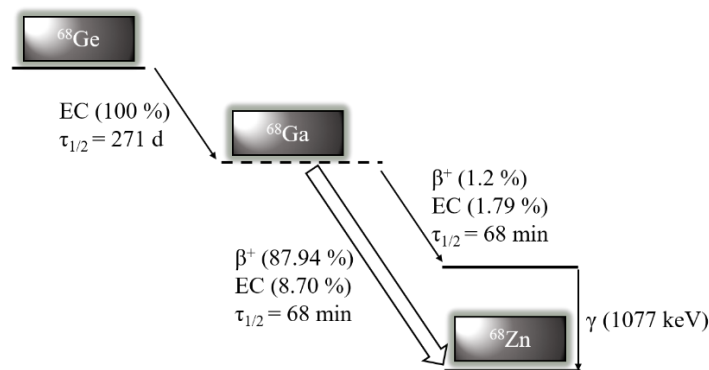 ⁶⁸Ge
EC (100 %)
τ₁/₂ = 271 d
⁶⁸Ga
β⁺ (1.2 %)
EC (1.79 %)
τ₁/₂ = 68 min
β⁺ (87.94 %)
EC (8.70 %)
τ₁/₂ = 68 min
γ (1077 keV)
⁶⁸Zn